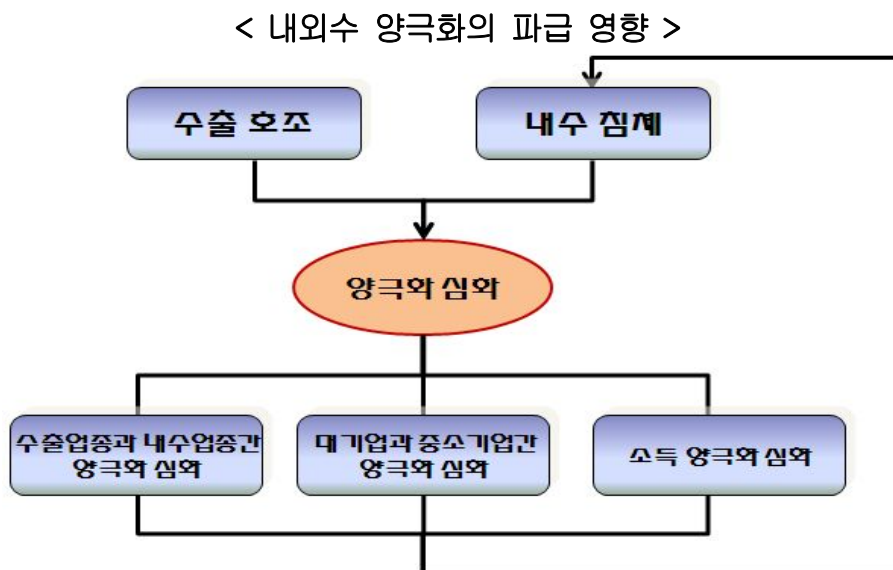 < 내외수 양극화의 파급 영향 >
수출 호조
내수 침체
양극화 심화
수출업종과 내수업종간
양극화 심화
대기업과 중소기업간
양극화 심화
소득 양극화 심화